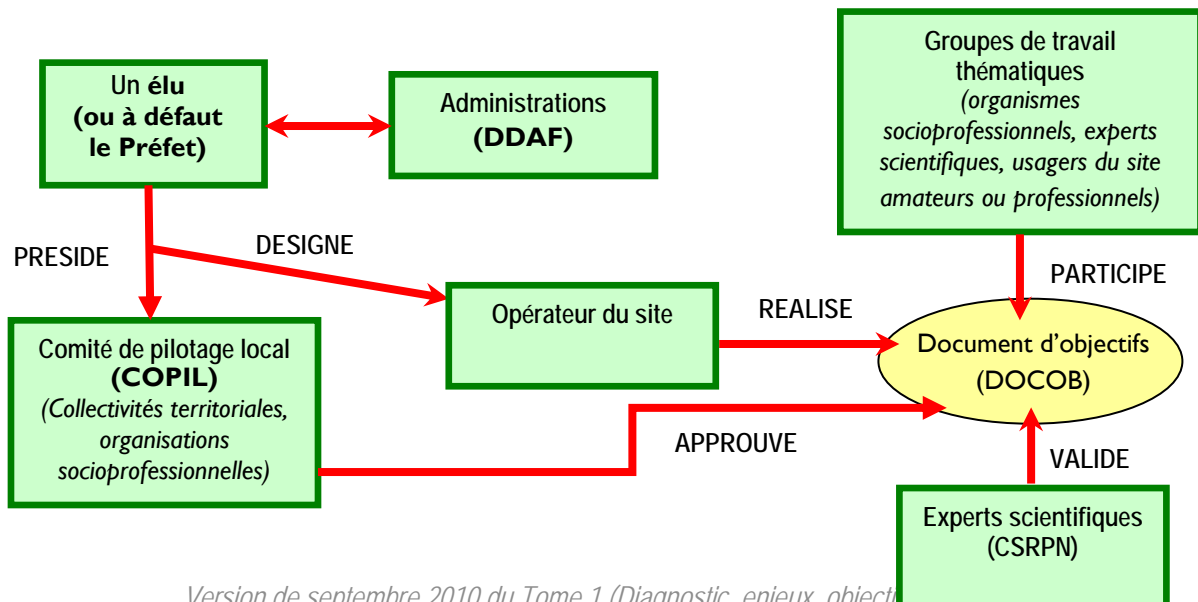 Un élu
(ou à défaut
le Préfet)
Administrations
(DDAF)
Groupes de travail
thématiques
(organismes
socioprofessionnels, experts
scientifiques, usagers du site
amateurs ou professionnels)
PRESIDE
DESIGNE
PARTICIPE
Opérateur du site
REALISE
Document d'objectifs
(DOCOB)
Comité de pilotage local
(COPIL)
(Collectivités territoriales,
organisations
socioprofessionnelles)
APPROUVE
VALIDE
Experts scientifiques
(CSRPN)
Version de septembre 2010 du Tome 1 (Diagnostic, enjeux, objecti